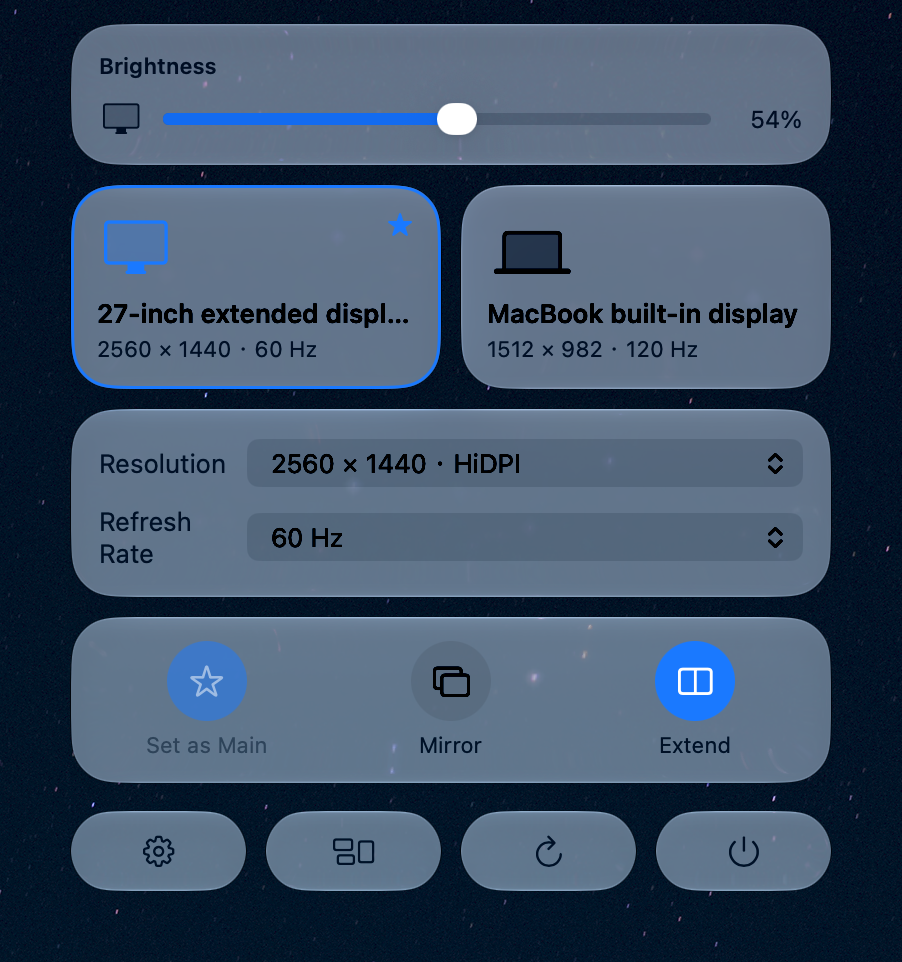 Brightness
54%
27-inch extended displ...
2560 × 1440 · 60 Hz
MacBook built-in display
1512 × 982 · 120 Hz
Resolution
2560 × 1440 · HiDPI
Refresh
Rate
60 Hz
Set as Main
Mirror
Extend